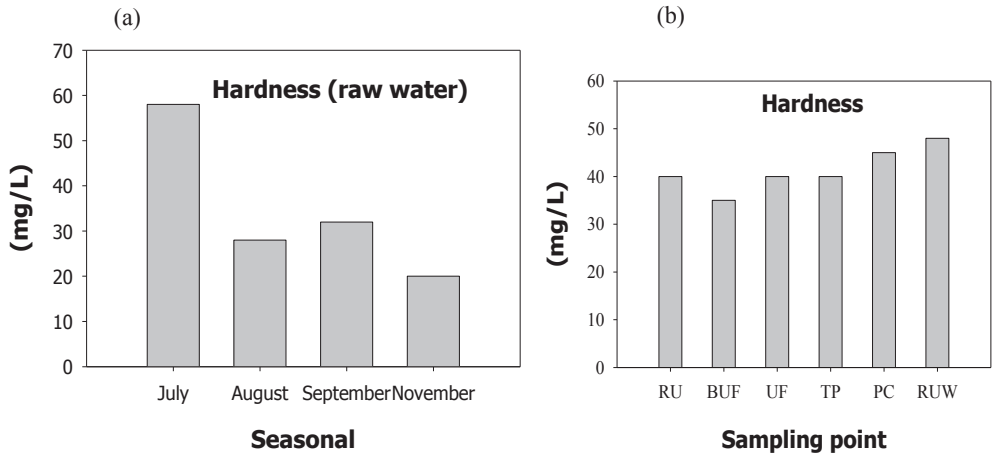 (a)
Hardness (raw water)
(mg/L)
70
60
50
40
30
20
10
0
July August September November
Seasonal
(b)
Hardness
(mg/L)
60
50
40
30
20
10
0
RU BUF UF TP PC RUW
Sampling point